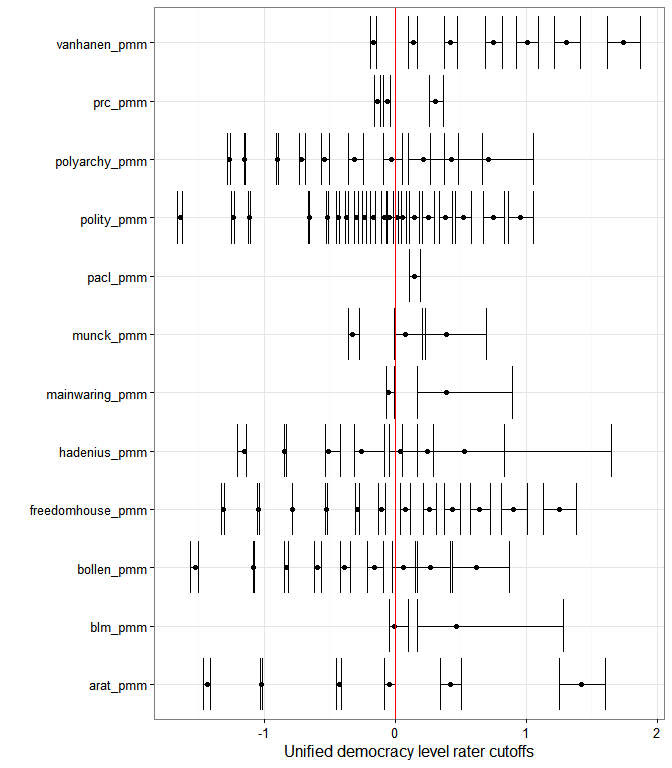 vanhanen_pmm
prc_pmm
polyarchy_pmm
polity_pmm
pacl_pmm
munck_pmm
mainwaring_pmm
hadenius_pmm
freedomhouse_pmm
bollen_pmm
blm_pmm
arat_pmm
-1 0 1 2
Unified democracy level rater cutoffs